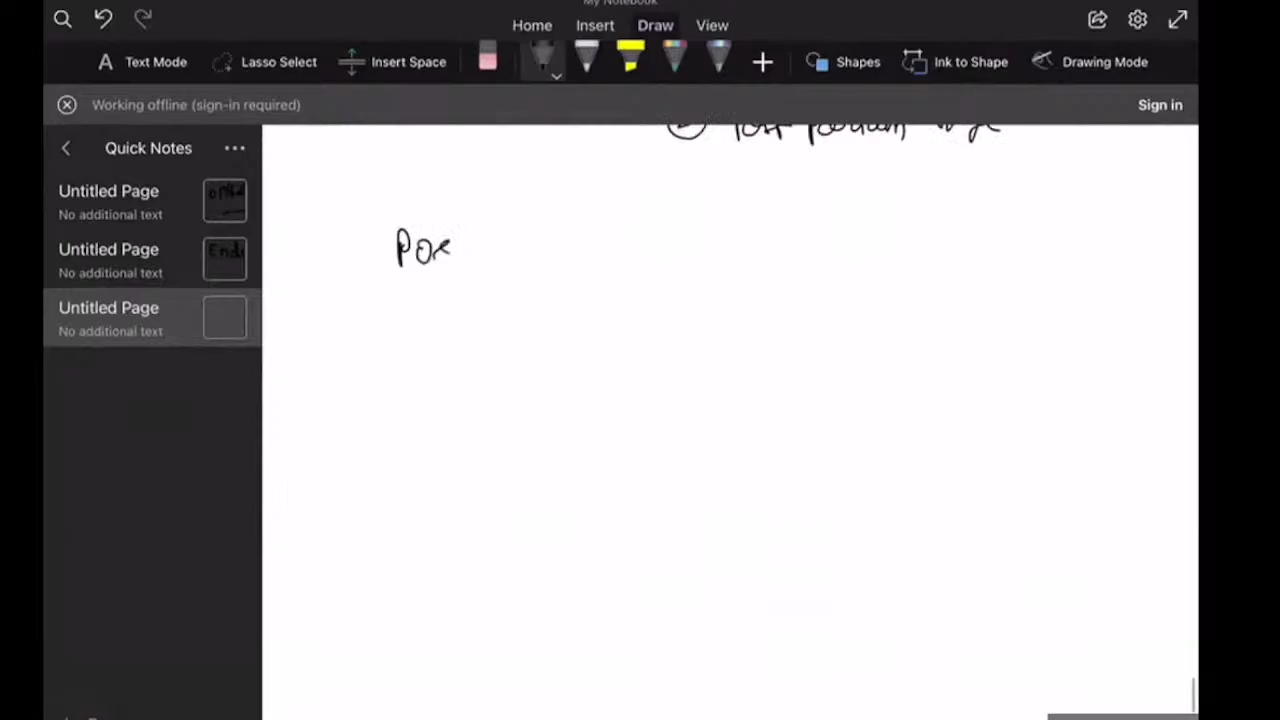 My Notebook
Home Insert Draw View
Text Mode Lasso Select Insert Space Shapes Ink to Shape Drawing Mode
Working offline (sign-in required) Sign in
Quick Notes
Untitled Page
No additional text
Untitled Page
No additional text
Untitled Page
No additional text
Pos